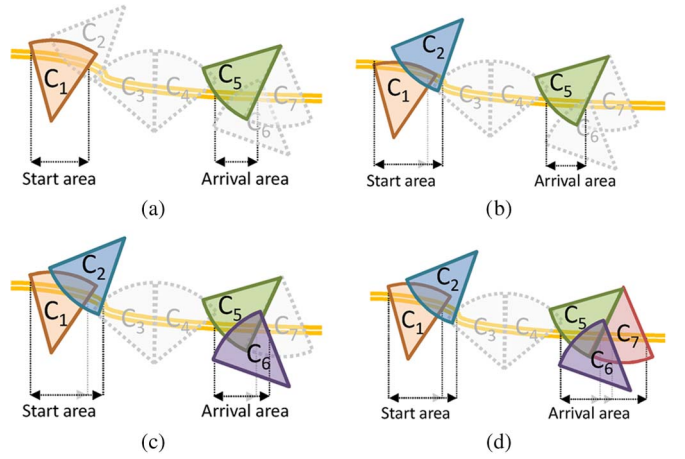 C2
C1
C3
C4
C5
C6
C7
Start area
Arrival area
(a)
C2
C1
C3
C4
C5
C6
C7
Start area
Arrival area
(b)
C2
C1
C3
C4
C5
C6
C7
Start area
Arrival area
(c)
C2
C1
C3
C4
C5
C6
C7
Start area
Arrival area
(d)